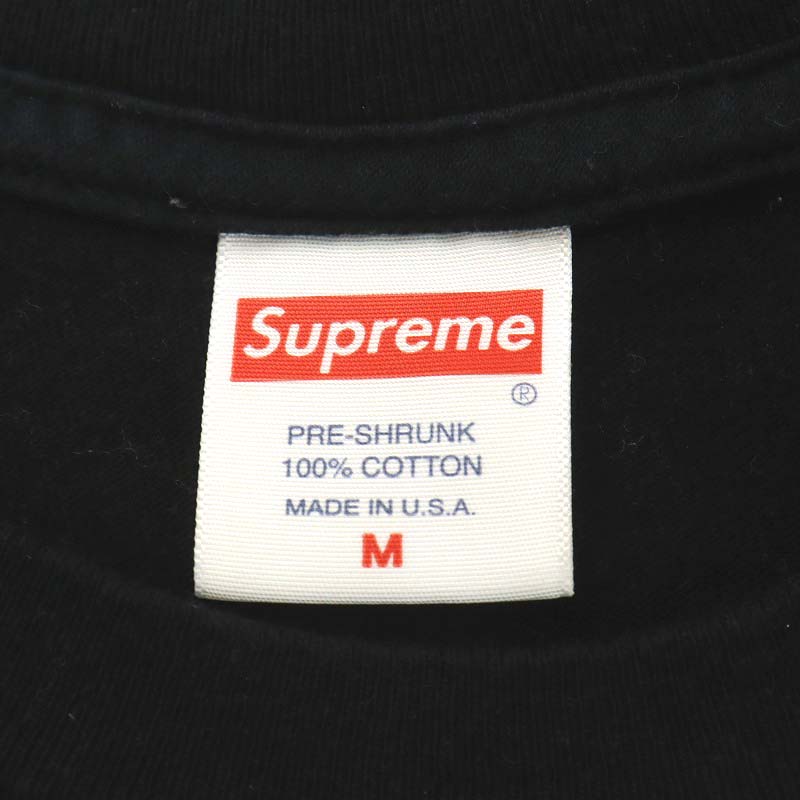 Supreme
®
PRE-SHRUNK
100% COTTON
MADE IN U.S.A.
M